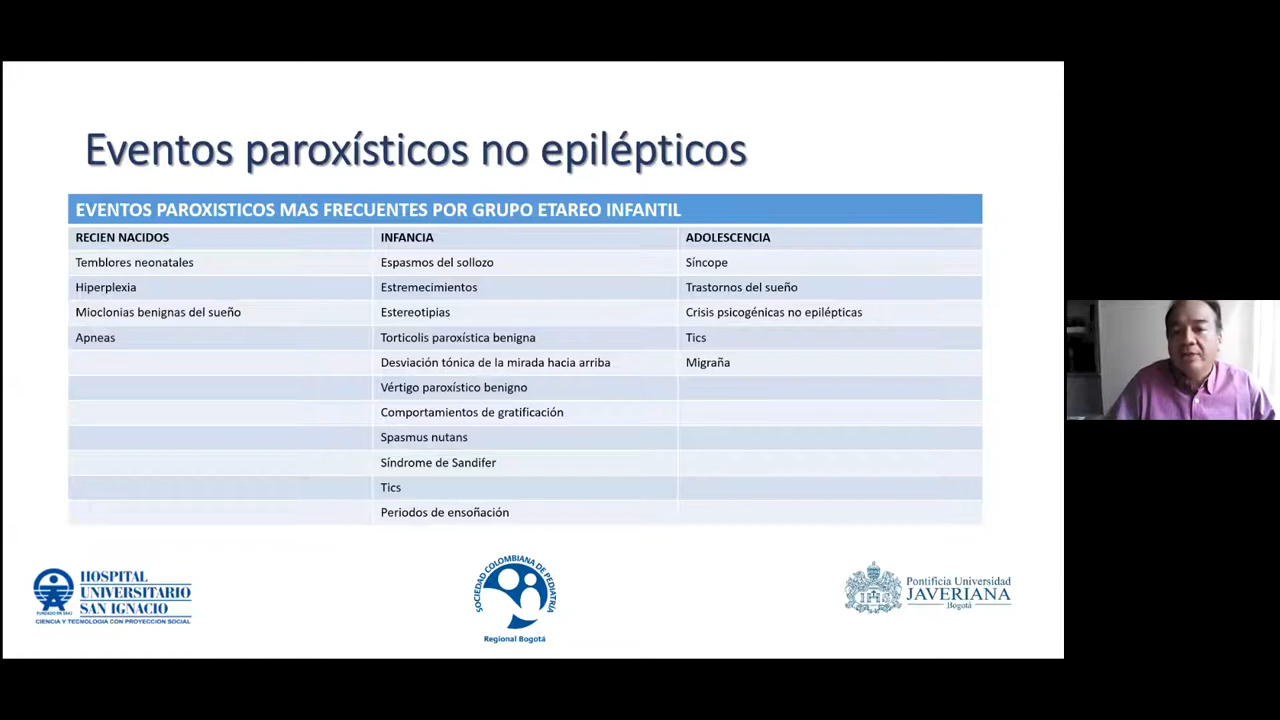 Eventos paroxísticos no epilépticos
EVENTOS PAROXISTICOS MAS FRECUENTES POR GRUPO ETAREO INFANTIL
RECIEN NACIDOS INFANCIA ADOLESCENCIA
Temblores neonatales Espasmos del sollozo Síncope
Hiperplexia Estremecimientos Trastornos del sueño
Mioclonias benignas del sueño Estereotipias Crisis psicogénicas no epilépticas
Apneas Torticolis paroxística benigna Tics
Desviación tónica de la mirada hacia arriba Migraña
Vértigo paroxístico benigno
Comportamientos de gratificación
Spasmus nutans
Síndrome de Sandifer
Tics
Periodos de ensoñación
HOSPITAL
UNIVERSITARIO
SAN IGNACIO
FUNDADO EN 1942
CIENCIA Y TECNOLOGIA CON PROYECCION SOCIAL
SOCIEDAD COLOMBIANA DE PEDIATRIA
Regional Bogotá
Pontificia Universidad
JAVERIANA
Bogotá